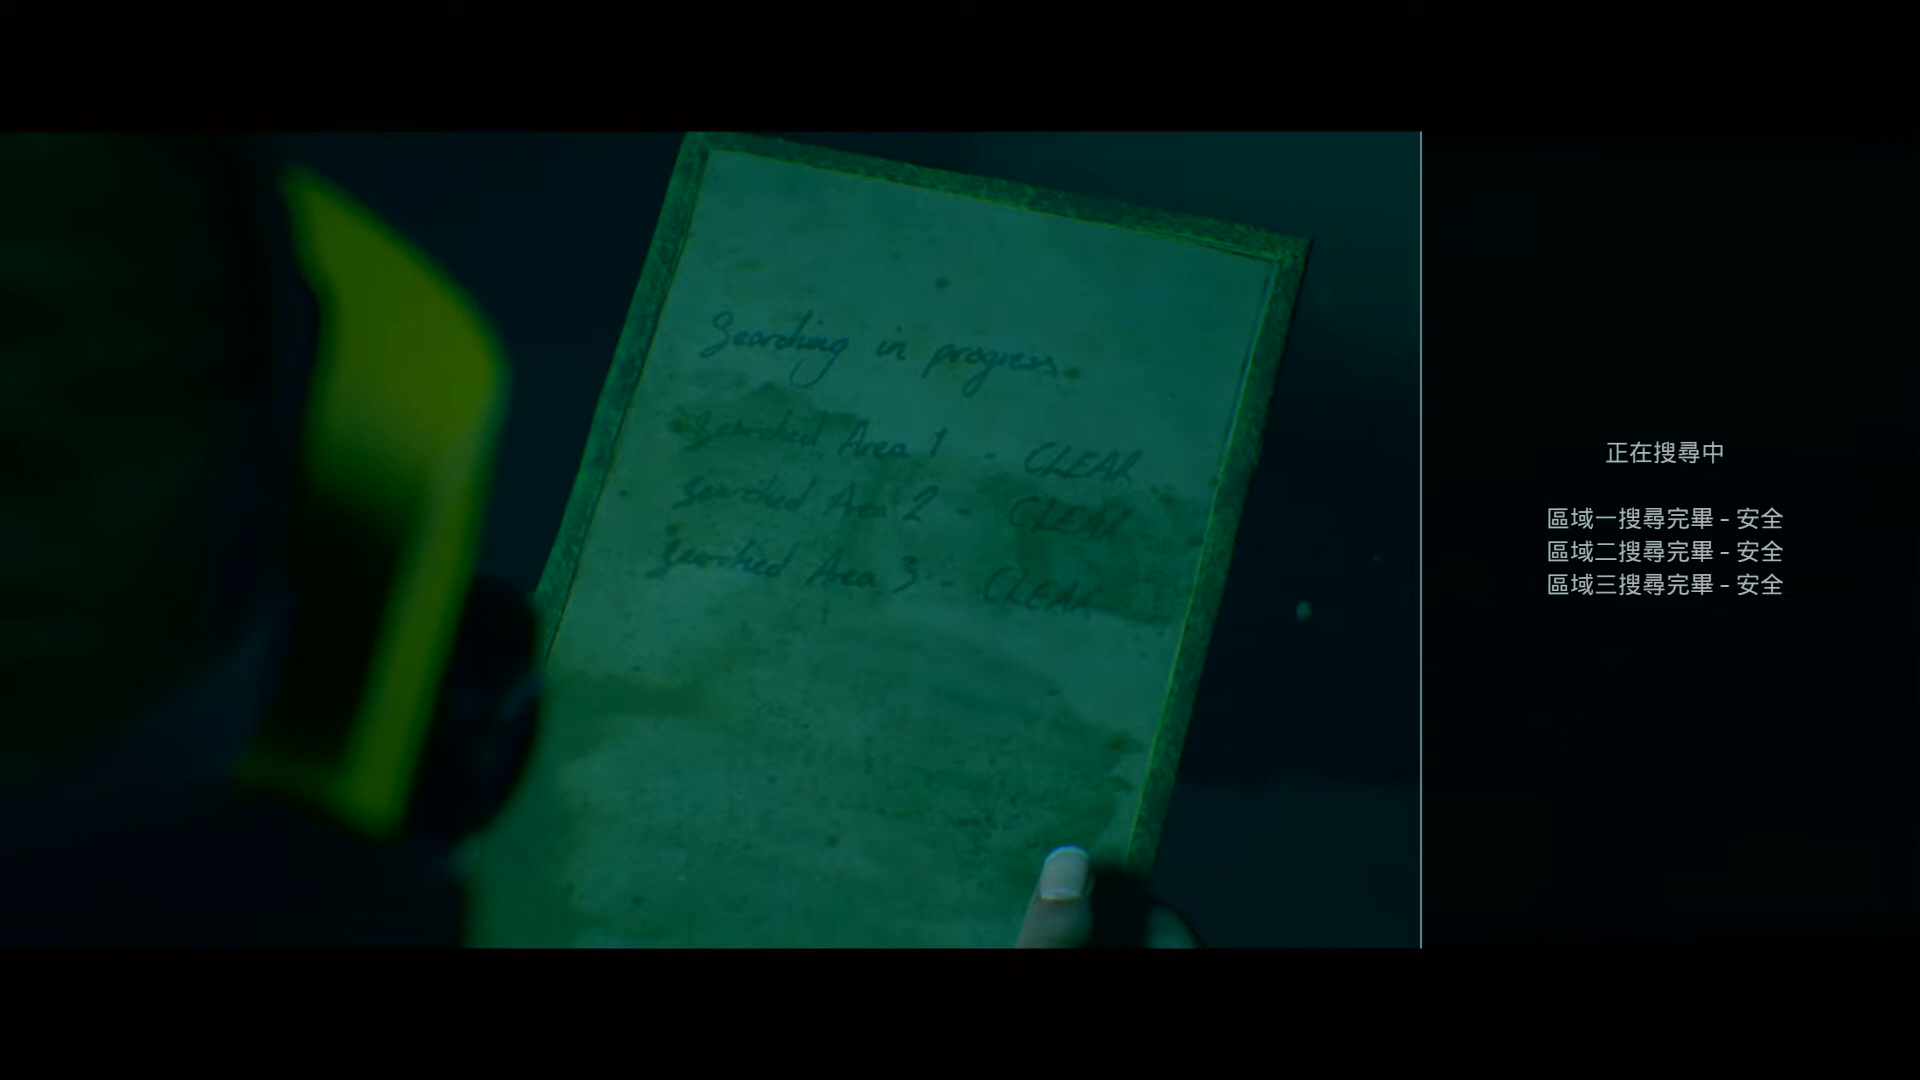 Searching in progress.
Searched Area 1 - CLEAR
Searched Area 2 - CLEAR
Searched Area 3 - CLEAR
正在搜尋中
區域一搜尋完畢 - 安全
區域二搜尋完畢 - 安全
區域三搜尋完畢 - 安全